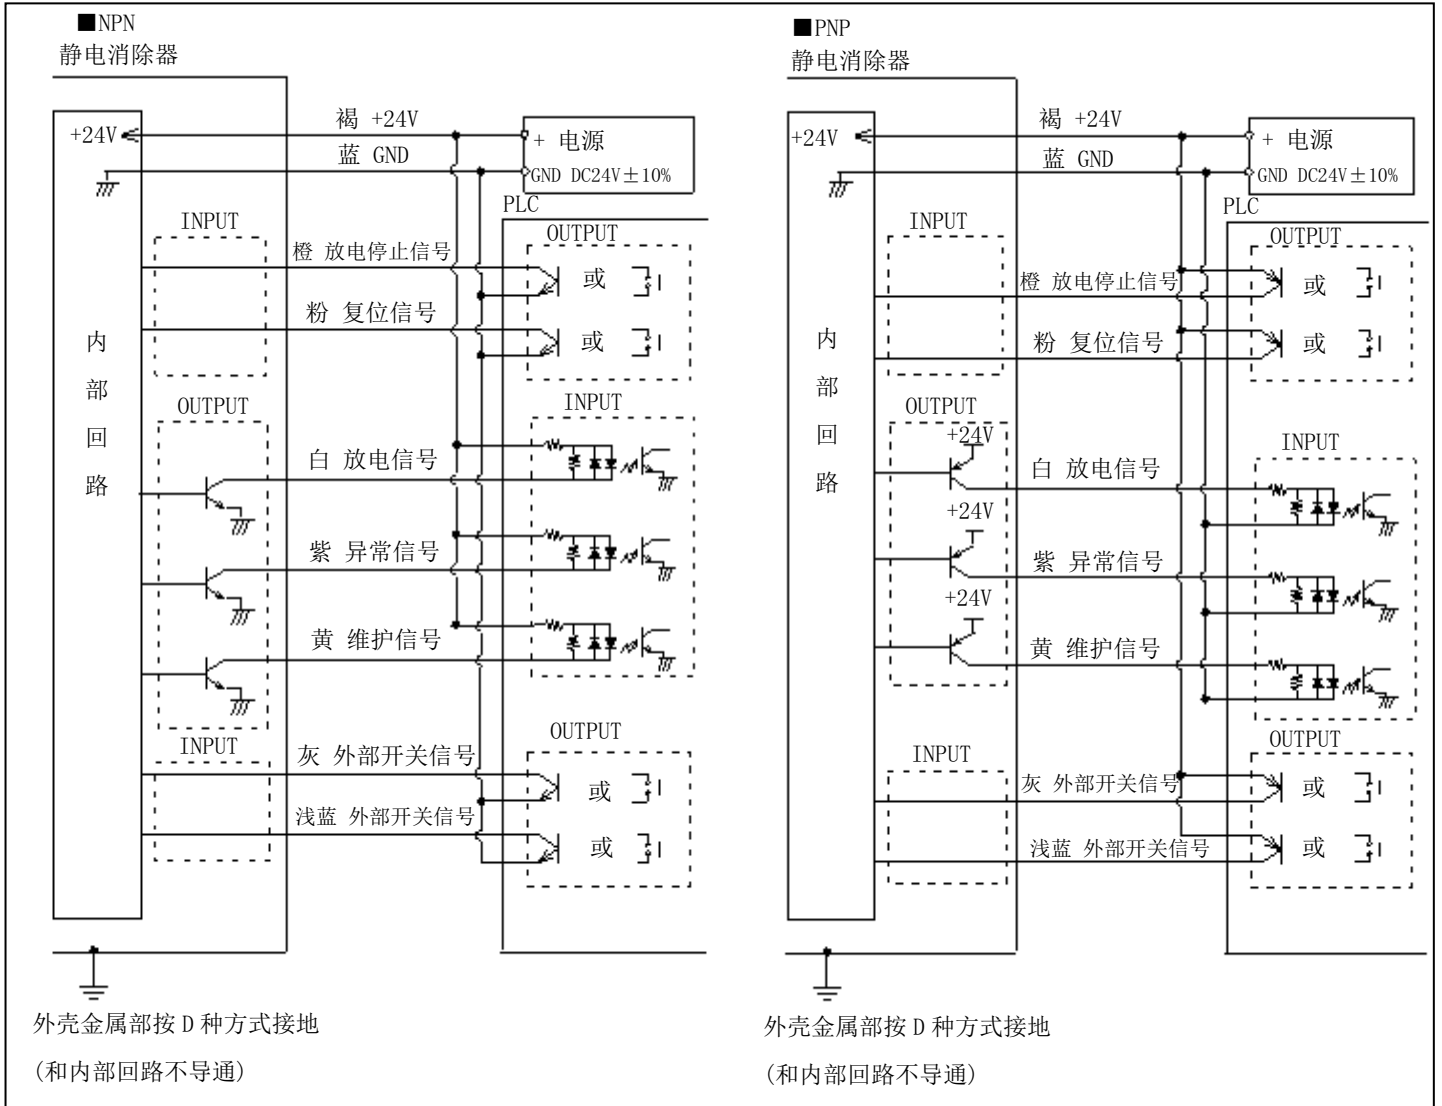 ■NPN
静电消除器
+24V
褐 +24V
蓝 GND
+ 电源
GND DC24V±10%
PLC
INPUT
OUTPUT
橙 放电停止信号
或
粉 复位信号
或
内
部
回
路
OUTPUT
INPUT
白 放电信号
紫 异常信号
黄 维护信号
INPUT
OUTPUT
灰 外部开关信号
或
浅蓝 外部开关信号
或
外壳金属部按 D 种方式接地
(和内部回路不导通)
■PNP
静电消除器
+24V
褐 +24V
蓝 GND
+ 电源
GND DC24V±10%
PLC
INPUT
OUTPUT
橙 放电停止信号
或
粉 复位信号
或
内
部
回
路
OUTPUT
+24V
INPUT
白 放电信号
+24V
紫 异常信号
+24V
黄 维护信号
INPUT
OUTPUT
灰 外部开关信号
或
浅蓝 外部开关信号
或
外壳金属部按 D 种方式接地
(和内部回路不导通)